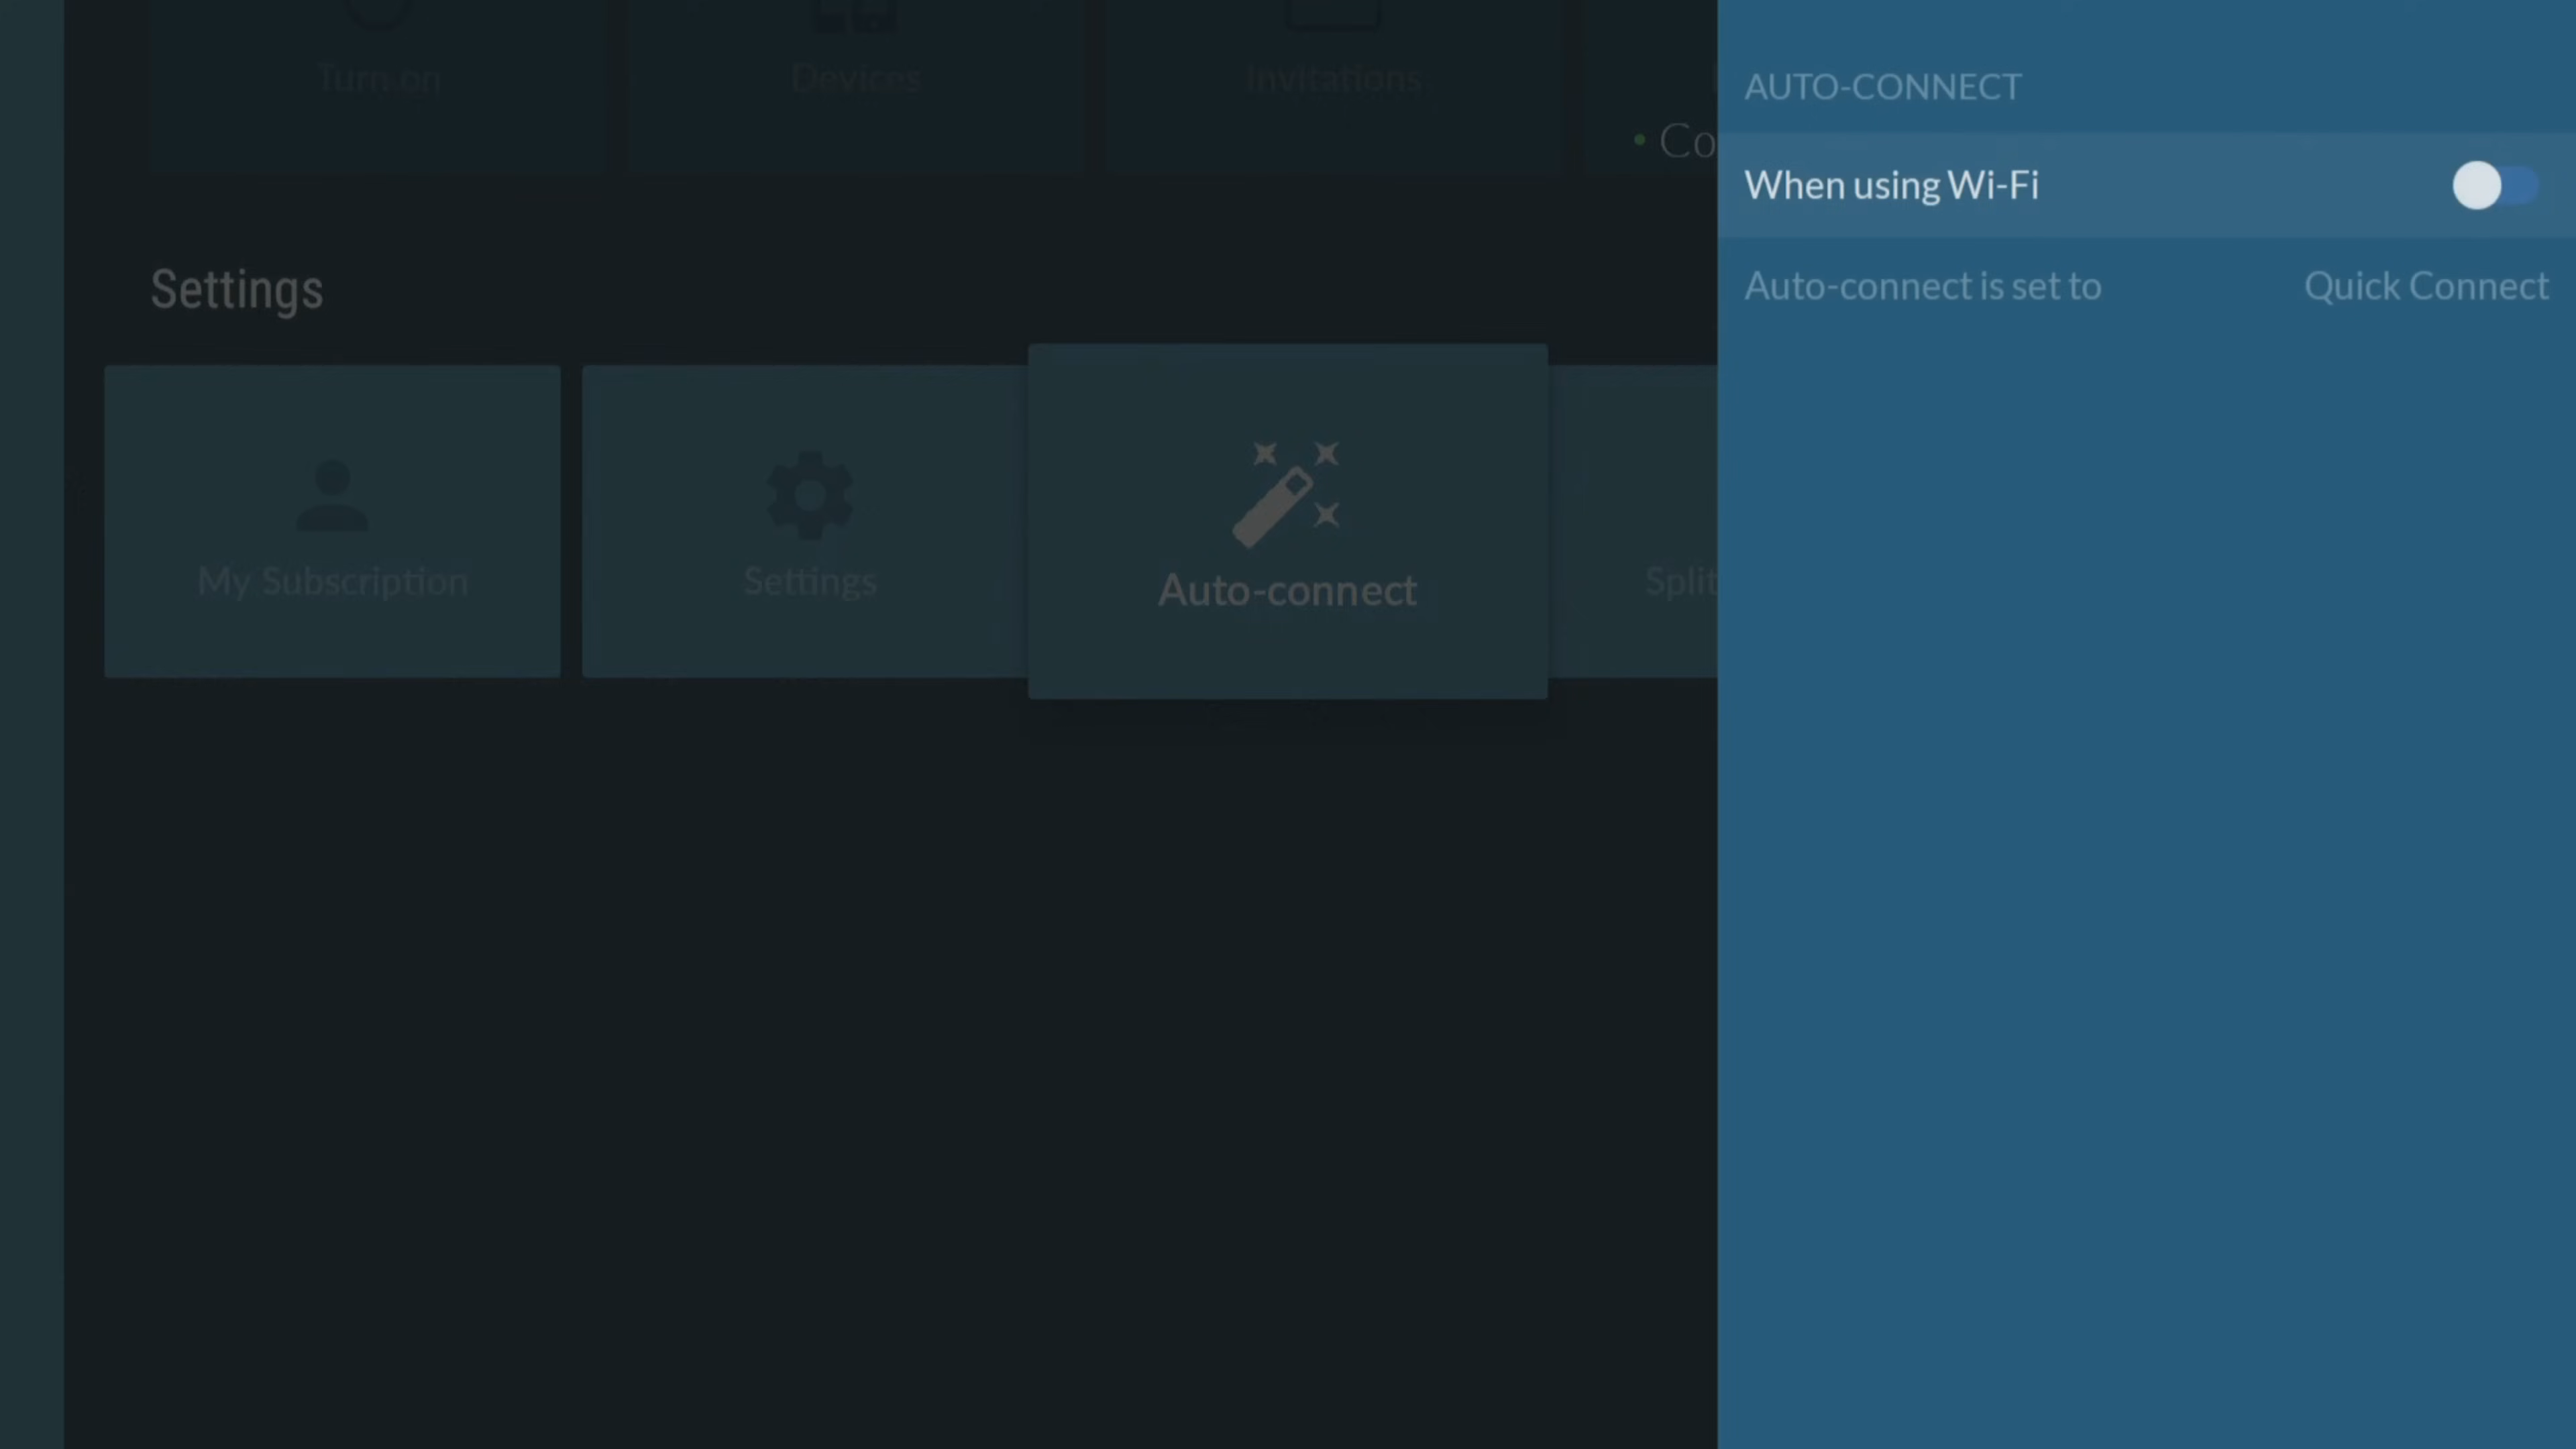 Turn on
Devices
Invitations
Settings
My Subscription
Settings
Auto-connect
Split
AUTO-CONNECT
When using Wi-Fi
Auto-connect is set to
Quick Connect